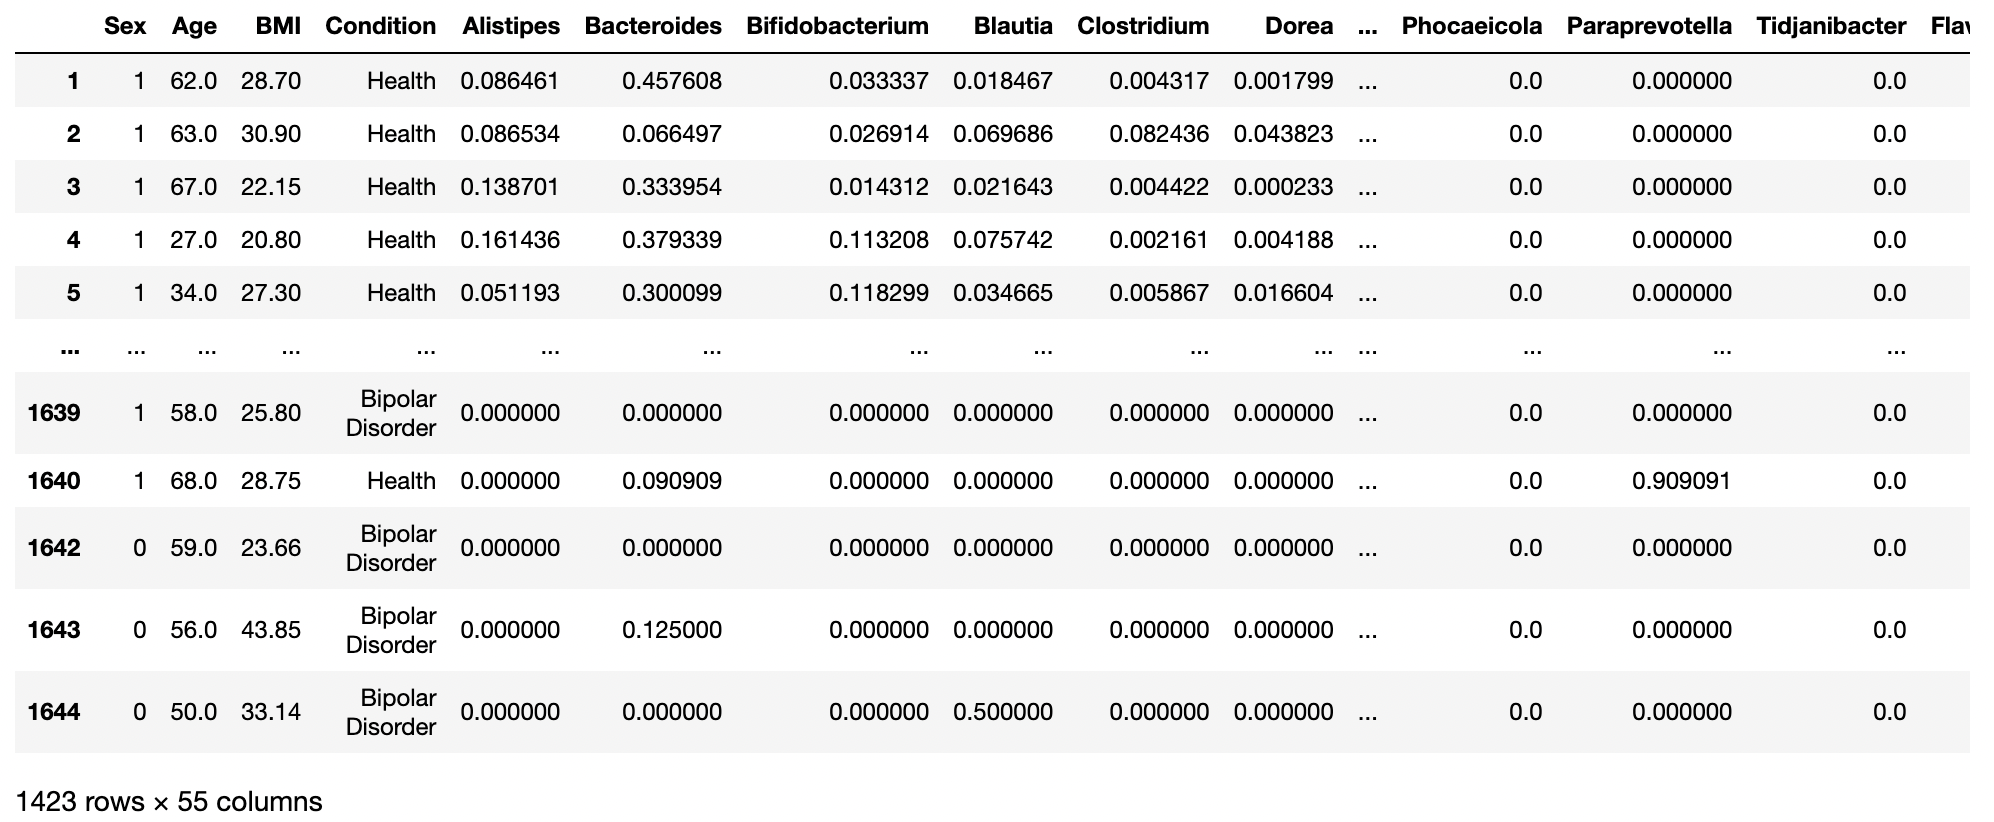 Sex Age BMI Condition Alistipes Bacteroides Bifidobacterium Blautia Clostridium Dorea ... Phocaeicola Paraprevotella Tidjanibacter Flav
1 1 62.0 28.70 Health 0.086461 0.457608 0.033337 0.018467 0.004317 0.001799 ... 0.0 0.000000 0.0
2 1 63.0 30.90 Health 0.086534 0.066497 0.026914 0.069686 0.082436 0.043823 ... 0.0 0.000000 0.0
3 1 67.0 22.15 Health 0.138701 0.333954 0.014312 0.021643 0.004422 0.000233 ... 0.0 0.000000 0.0
4 1 27.0 20.80 Health 0.161436 0.379339 0.113208 0.075742 0.002161 0.004188 ... 0.0 0.000000 0.0
5 1 34.0 27.30 Health 0.051193 0.300099 0.118299 0.034665 0.005867 0.016604 ... 0.0 0.000000 0.0
... ... ... ... ... ... ... ... ... ... ... ... ... ... ...
1639 1 58.0 25.80 Bipolar Disorder 0.000000 0.000000 0.000000 0.000000 0.000000 0.000000 ... 0.0 0.000000 0.0
1640 1 68.0 28.75 Health 0.000000 0.090909 0.000000 0.000000 0.000000 0.000000 ... 0.0 0.909091 0.0
1642 0 59.0 23.66 Bipolar Disorder 0.000000 0.000000 0.000000 0.000000 0.000000 0.000000 ... 0.0 0.000000 0.0
1643 0 56.0 43.85 Bipolar Disorder 0.000000 0.125000 0.000000 0.000000 0.000000 0.000000 ... 0.0 0.000000 0.0
1644 0 50.0 33.14 Bipolar Disorder 0.000000 0.000000 0.000000 0.500000 0.000000 0.000000 ... 0.0 0.000000 0.0
1423 rows × 55 columns